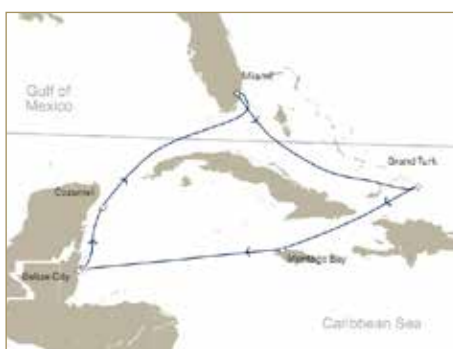 Miami
Gulf of
Mexico
Grand Turk
Cozumel
Montego Bay
Belize City
Caribbean Sea